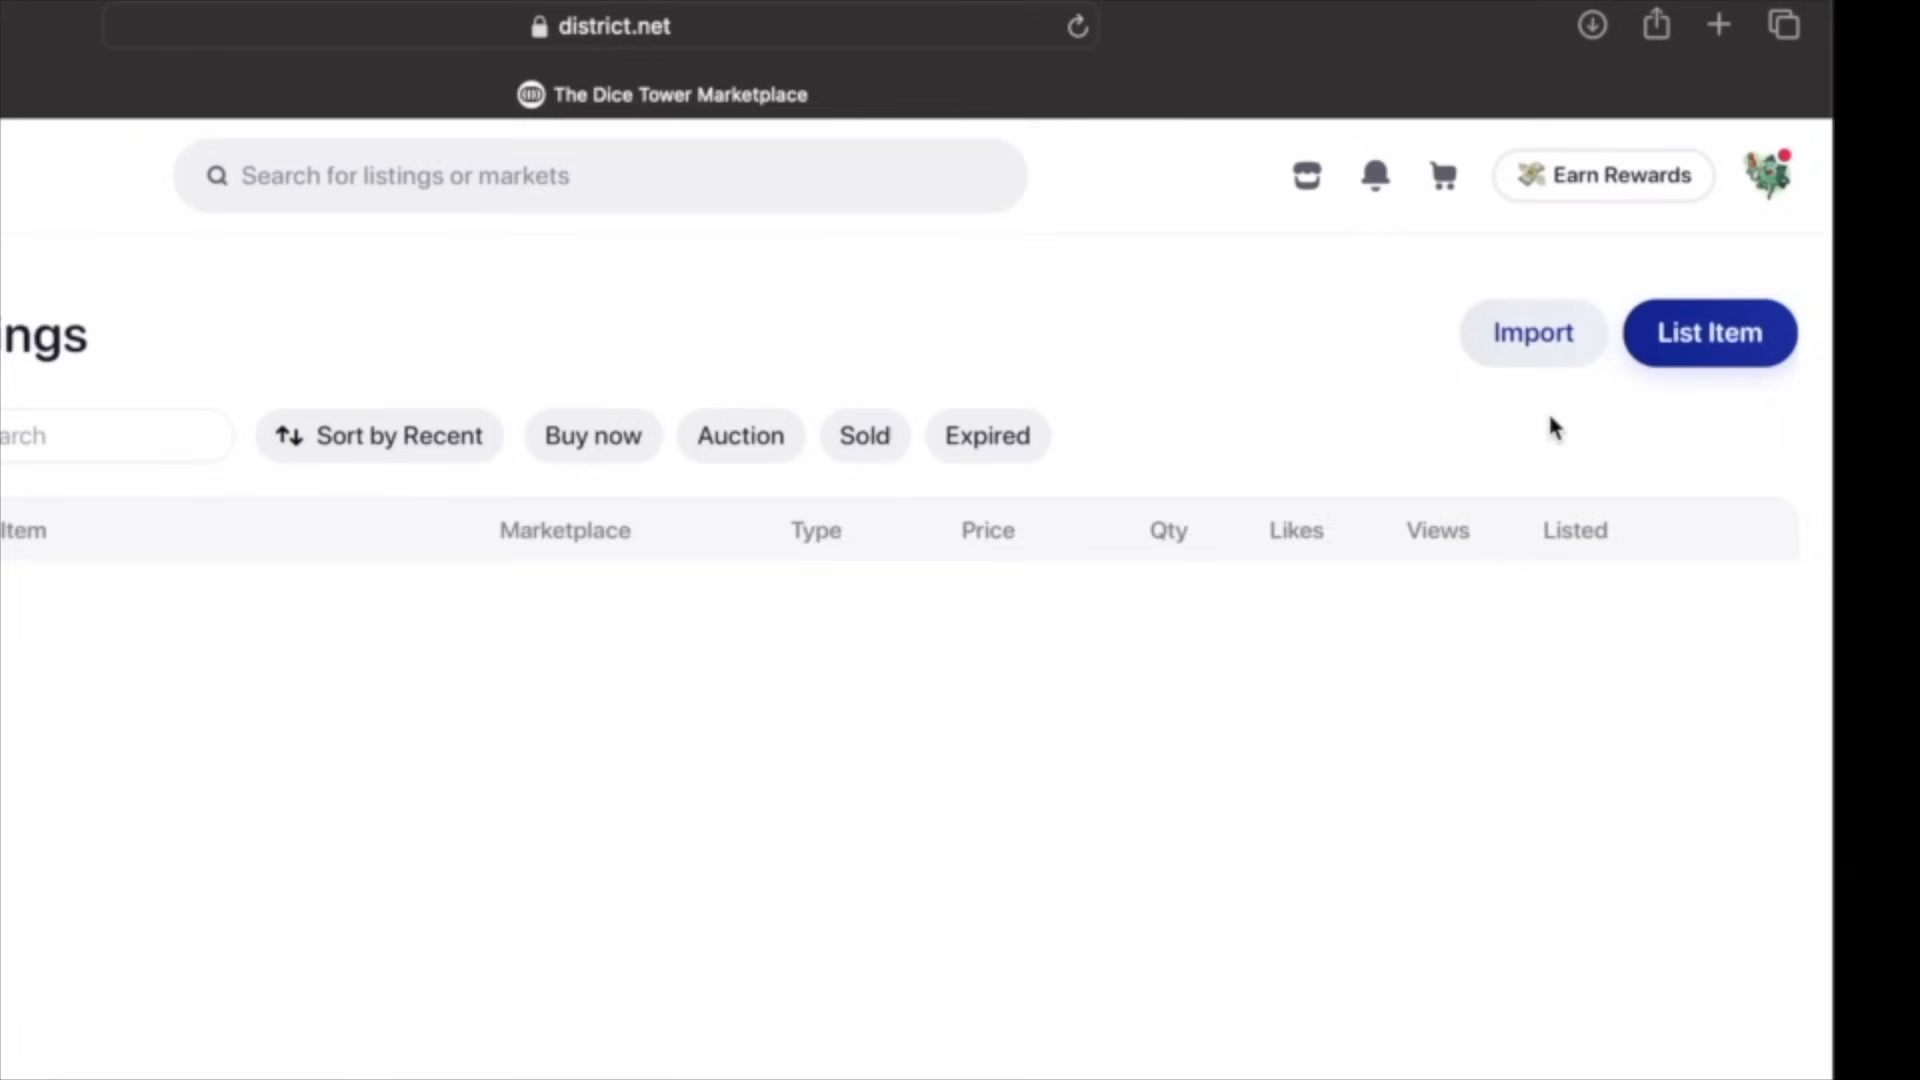 district.net
The Dice Tower Marketplace
Search for listings or markets
Earn Rewards
ings
Import
List Item
arch
Sort by Recent
Buy now
Auction
Sold
Expired
Item
Marketplace
Type
Price
Qty
Likes
Views
Listed